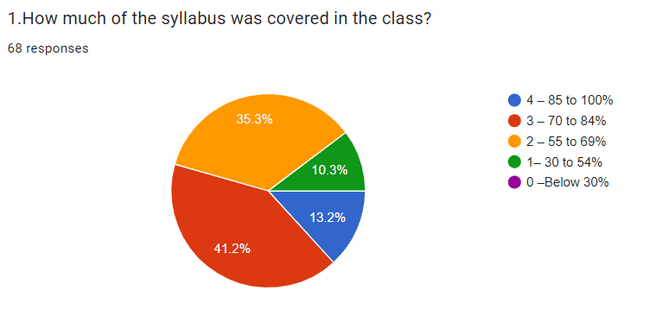 1.How much of the syllabus was covered in the class?
68 responses
35.3%
10.3%
13.2%
41.2%
4 – 85 to 100%
3 – 70 to 84%
2 – 55 to 69%
1– 30 to 54%
0 –Below 30%